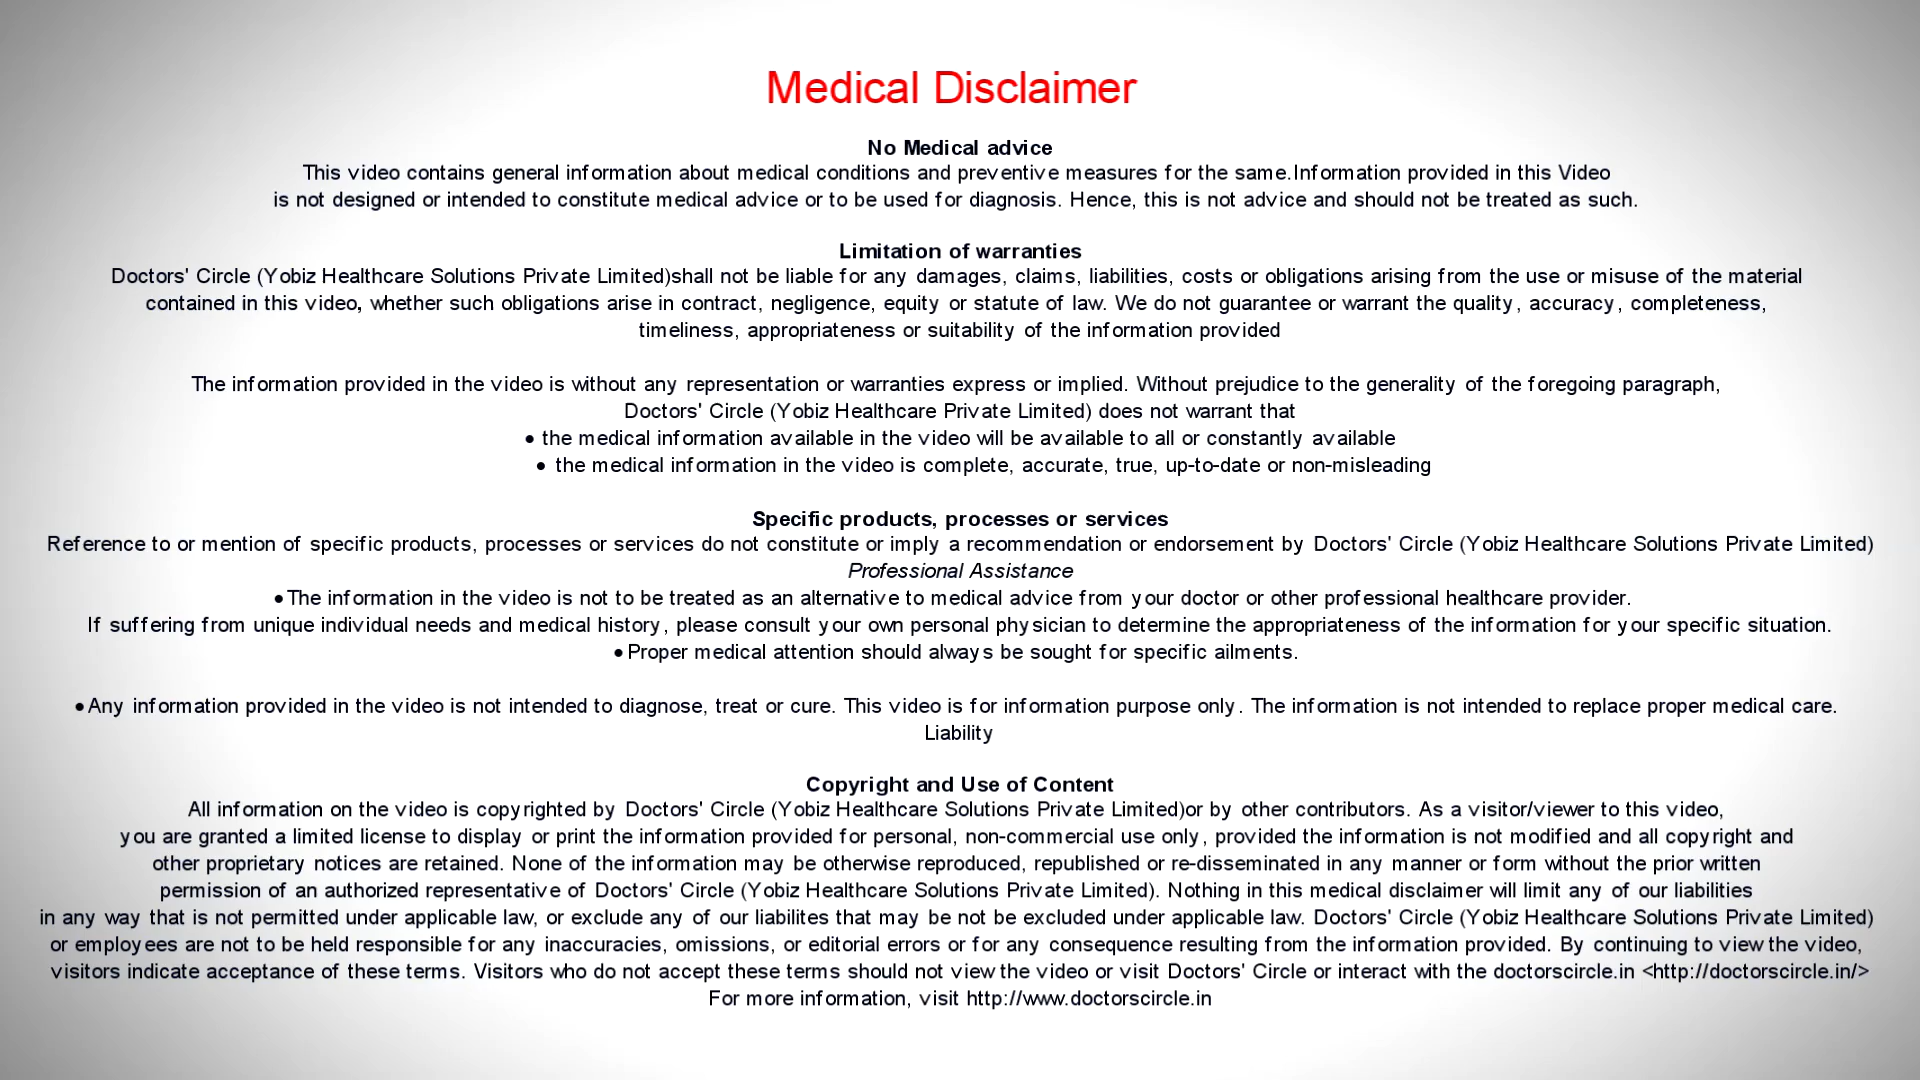 Medical Disclaimer
No Medical advice
This video contains general information about medical conditions and preventive measures for the same.Information provided in this Video
is not designed or intended to constitute medical advice or to be used for diagnosis. Hence, this is not advice and should not be treated as such.
Limitation of warranties
Doctors' Circle (Yobiz Healthcare Solutions Private Limited)shall not be liable for any damages, claims, liabilities, costs or obligations arising from the use or misuse of the material
contained in this video, whether such obligations arise in contract, negligence, equity or statute of law. We do not guarantee or warrant the quality, accuracy, completeness,
timeliness, appropriateness or suitability of the information provided
The information provided in the video is without any representation or warranties express or implied. Without prejudice to the generality of the foregoing paragraph,
Doctors' Circle (Yobiz Healthcare Private Limited) does not warrant that
• the medical information available in the video will be available to all or constantly available
• the medical information in the video is complete, accurate, true, up-to-date or non-misleading
Specific products, processes or services
Reference to or mention of specific products, processes or services do not constitute or imply a recommendation or endorsement by Doctors' Circle (Yobiz Healthcare Solutions Private Limited)
Professional Assistance
•The information in the video is not to be treated as an alternative to medical advice from your doctor or other professional healthcare provider.
If suffering from unique individual needs and medical history, please consult your own personal physician to determine the appropriateness of the information for your specific situation.
•Proper medical attention should always be sought for specific ailments.
•Any information provided in the video is not intended to diagnose, treat or cure. This video is for information purpose only. The information is not intended to replace proper medical care.
Liability
Copyright and Use of Content
All information on the video is copyrighted by Doctors' Circle (Yobiz Healthcare Solutions Private Limited)or by other contributors. As a visitor/viewer to this video,
you are granted a limited license to display or print the information provided for personal, non-commercial use only, provided the information is not modified and all copyright and
other proprietary notices are retained. None of the information may be otherwise reproduced, republished or re-disseminated in any manner or form without the prior written
permission of an authorized representative of Doctors' Circle (Yobiz Healthcare Solutions Private Limited). Nothing in this medical disclaimer will limit any of our liabilities
in any way that is not permitted under applicable law, or exclude any of our liabilites that may be not be excluded under applicable law. Doctors' Circle (Yobiz Healthcare Solutions Private Limited)
or employees are not to be held responsible for any inaccuracies, omissions, or editorial errors or for any consequence resulting from the information provided. By continuing to view the video,
visitors indicate acceptance of these terms. Visitors who do not accept these terms should not view the video or visit Doctors' Circle or interact with the doctorscircle.in <http://doctorscircle.in/>
For more information, visit http://www.doctorscircle.in